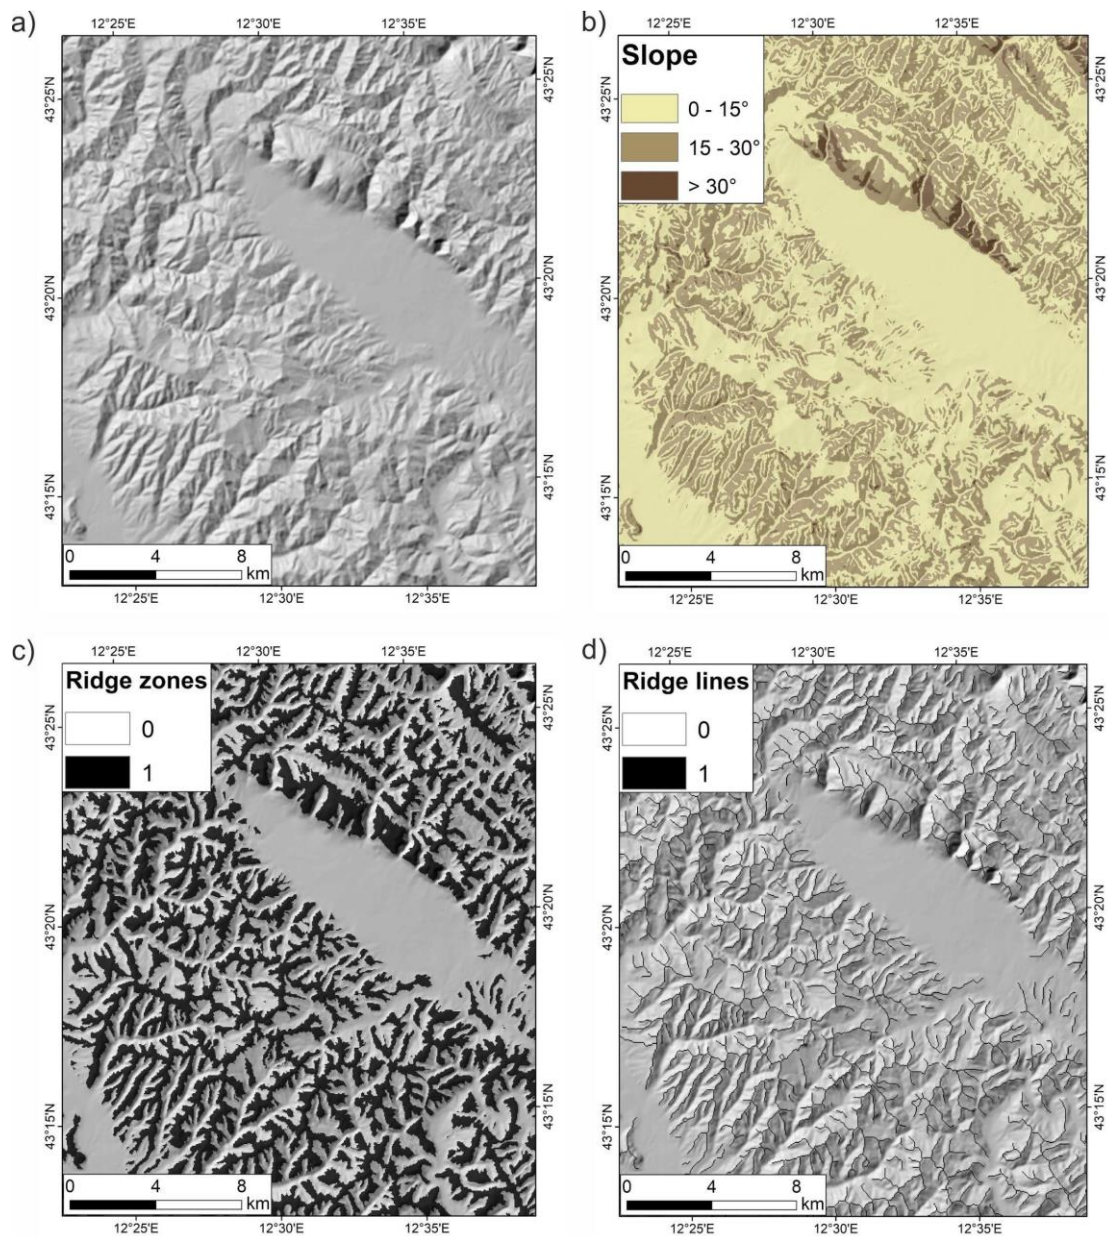 a)
12°25'E 12°30'E 12°35'E
43°25'N 43°25'N
43°20'N 43°20'N
43°15'N 43°15'N
0 4 8
km
12°25'E 12°30'E 12°35'E
b)
12°25'E 12°30'E 12°35'E
Slope
0 - 15°
15 - 30°
> 30°
43°25'N 43°25'N
43°20'N 43°20'N
43°15'N 43°15'N
0 4 8
km
12°25'E 12°30'E 12°35'E
c)
12°25'E 12°30'E 12°35'E
Ridge zones
0
1
43°25'N 43°25'N
43°20'N 43°20'N
43°15'N 43°15'N
0 4 8
km
12°25'E 12°30'E 12°35'E
d)
12°25'E 12°30'E 12°35'E
Ridge lines
0
1
43°25'N 43°25'N
43°20'N 43°20'N
43°15'N 43°15'N
0 4 8
km
12°25'E 12°30'E 12°35'E